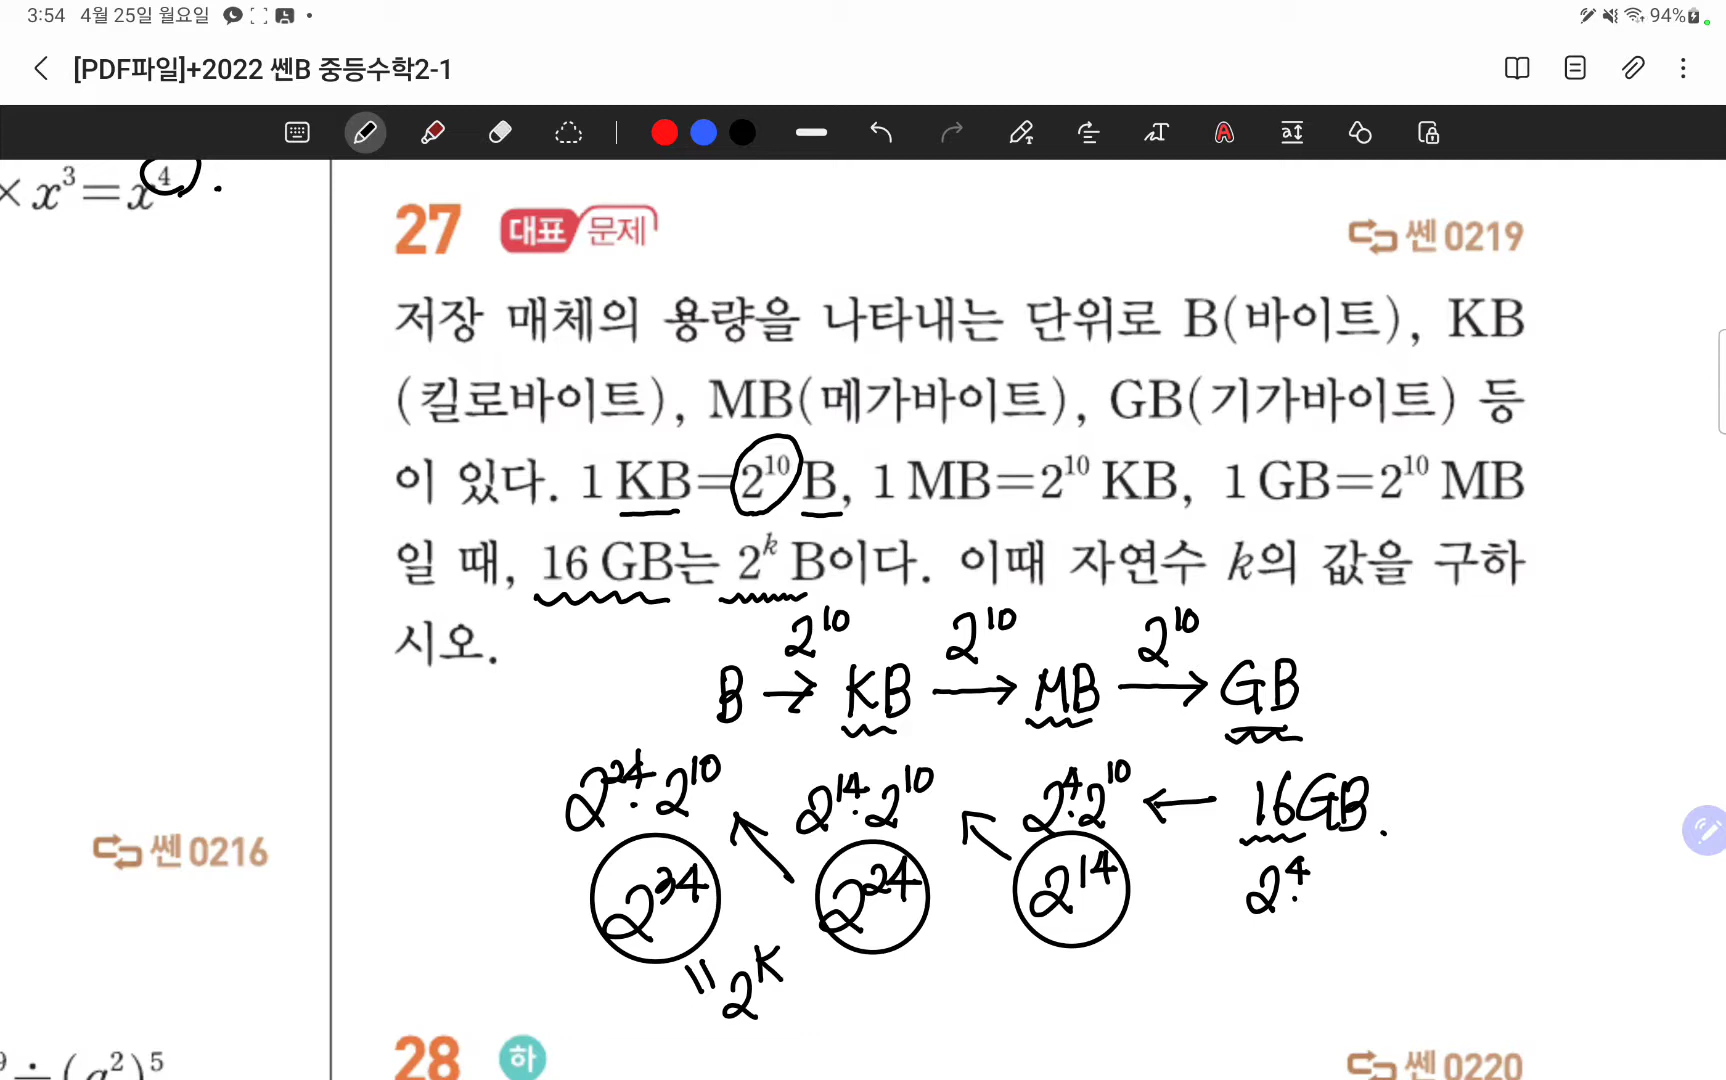 3:54 4월 25일 월요일
94%
[PDF파일]+2022 쎈B 중등수학2-1
× x³=x⁴
27 대표 문제 쎈 0219
저장 매체의 용량을 나타내는 단위로 B(바이트), KB
(킬로바이트), MB(메가바이트), GB(기가바이트) 등
이 있다. 1 KB=2¹⁰ B, 1 MB=2¹⁰ KB, 1 GB=2¹⁰ MB
일 때, 16 GB는 2ᵏ B이다. 이때 자연수 k의 값을 구하
시오.
2¹⁰ 2¹⁰ 2¹⁰
B → KB → MB → GB
2²⁴·2¹⁰ 2¹⁴·2¹⁰ 2⁴·2¹⁰ ← 16GB.
쎈 0216
2³⁴ 2²⁴ 2¹⁴ 2⁴·
= 2ᴷ
28 하 쎈 0220
⁹÷(a²)⁵